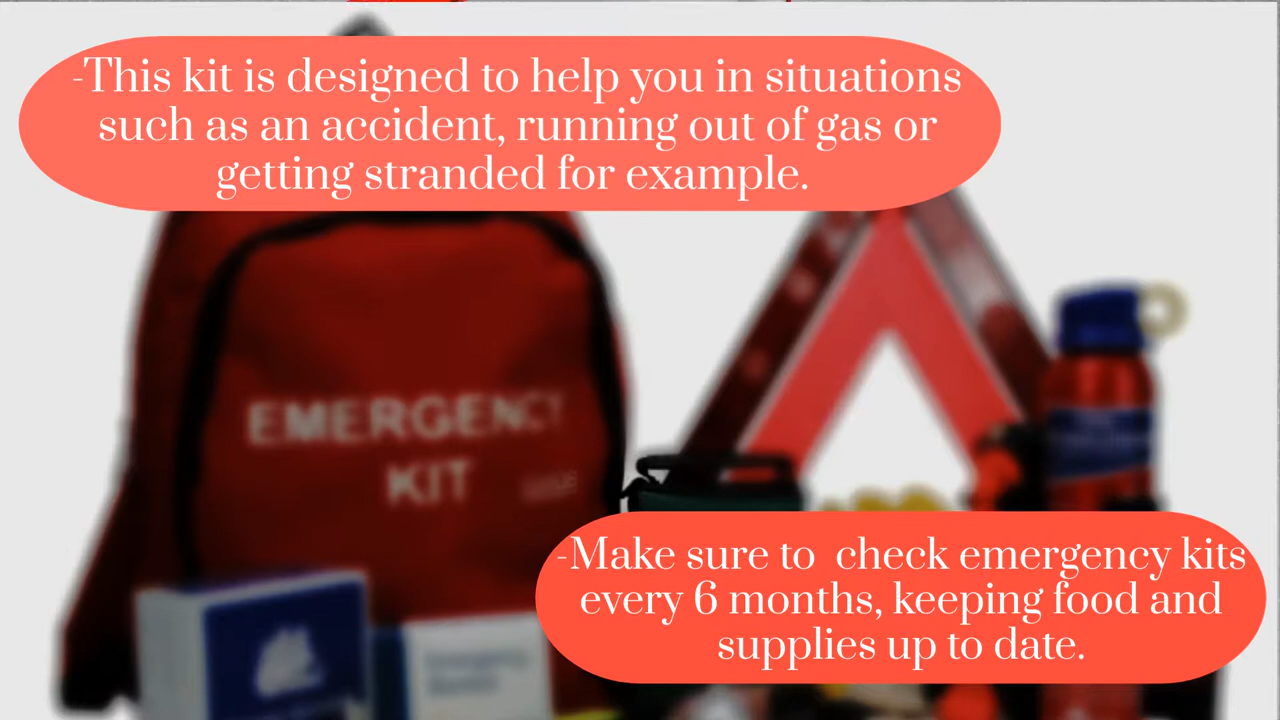 -This kit is designed to help you in situations
such as an accident, running out of gas or
getting stranded for example.
EMERGENCY
KIT
-Make sure to  check emergency kits
every 6 months, keeping food and
supplies up to date.